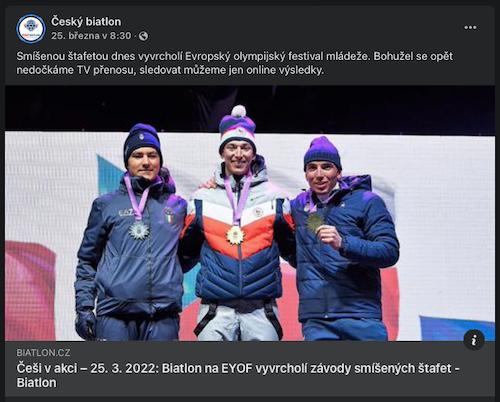 Český biatlon
25. března v 8:30 ·
Smíšenou štafetou dnes vyvrcholí Evropský olympijský festival mládeže. Bohužel se opět
nedočkáme TV přenosu, sledovat můžeme jen online výsledky.
BIATLON.CZ
Češi v akci – 25. 3. 2022: Biatlon na EYOF vyvrcholí závody smíšených štafet -
Biatlon